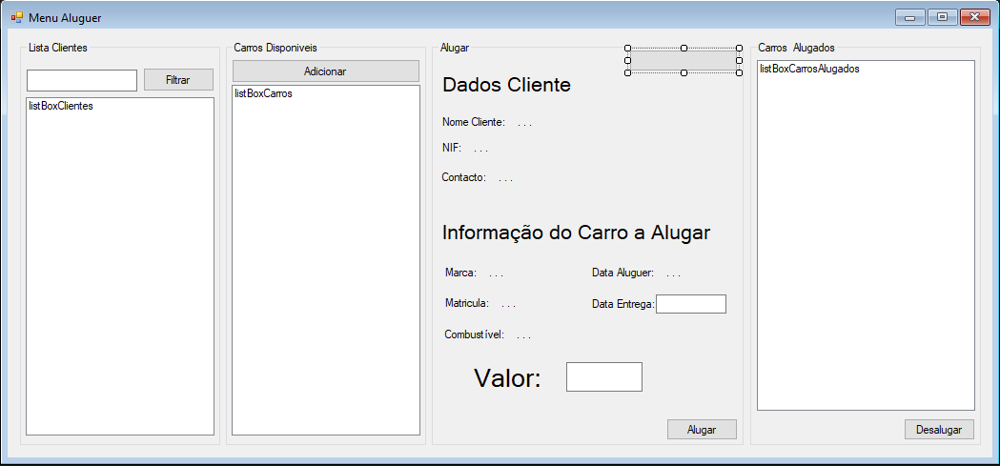 Menu Aluguer
Lista Clientes
Filtrar
listBoxClientes
Carros Disponiveis
Adicionar
listBoxCarros
Alugar
Dados Cliente
Nome Cliente: . . .
NIF: . . .
Contacto: . . .
Informação do Carro a Alugar
Marca: . . .
Data Aluguer: . . .
Matricula: . . .
Data Entrega:
Combustível: . . .
Valor:
Alugar
Carros Alugados
listBoxCarrosAlugados
Desalugar